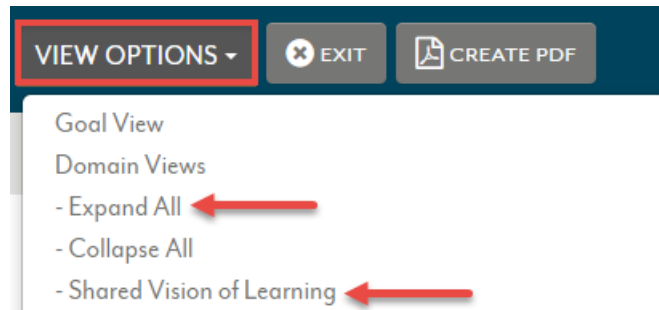 VIEW OPTIONS EXIT CREATE PDF
Goal View
Domain Views
- Expand All
- Collapse All
- Shared Vision of Learning